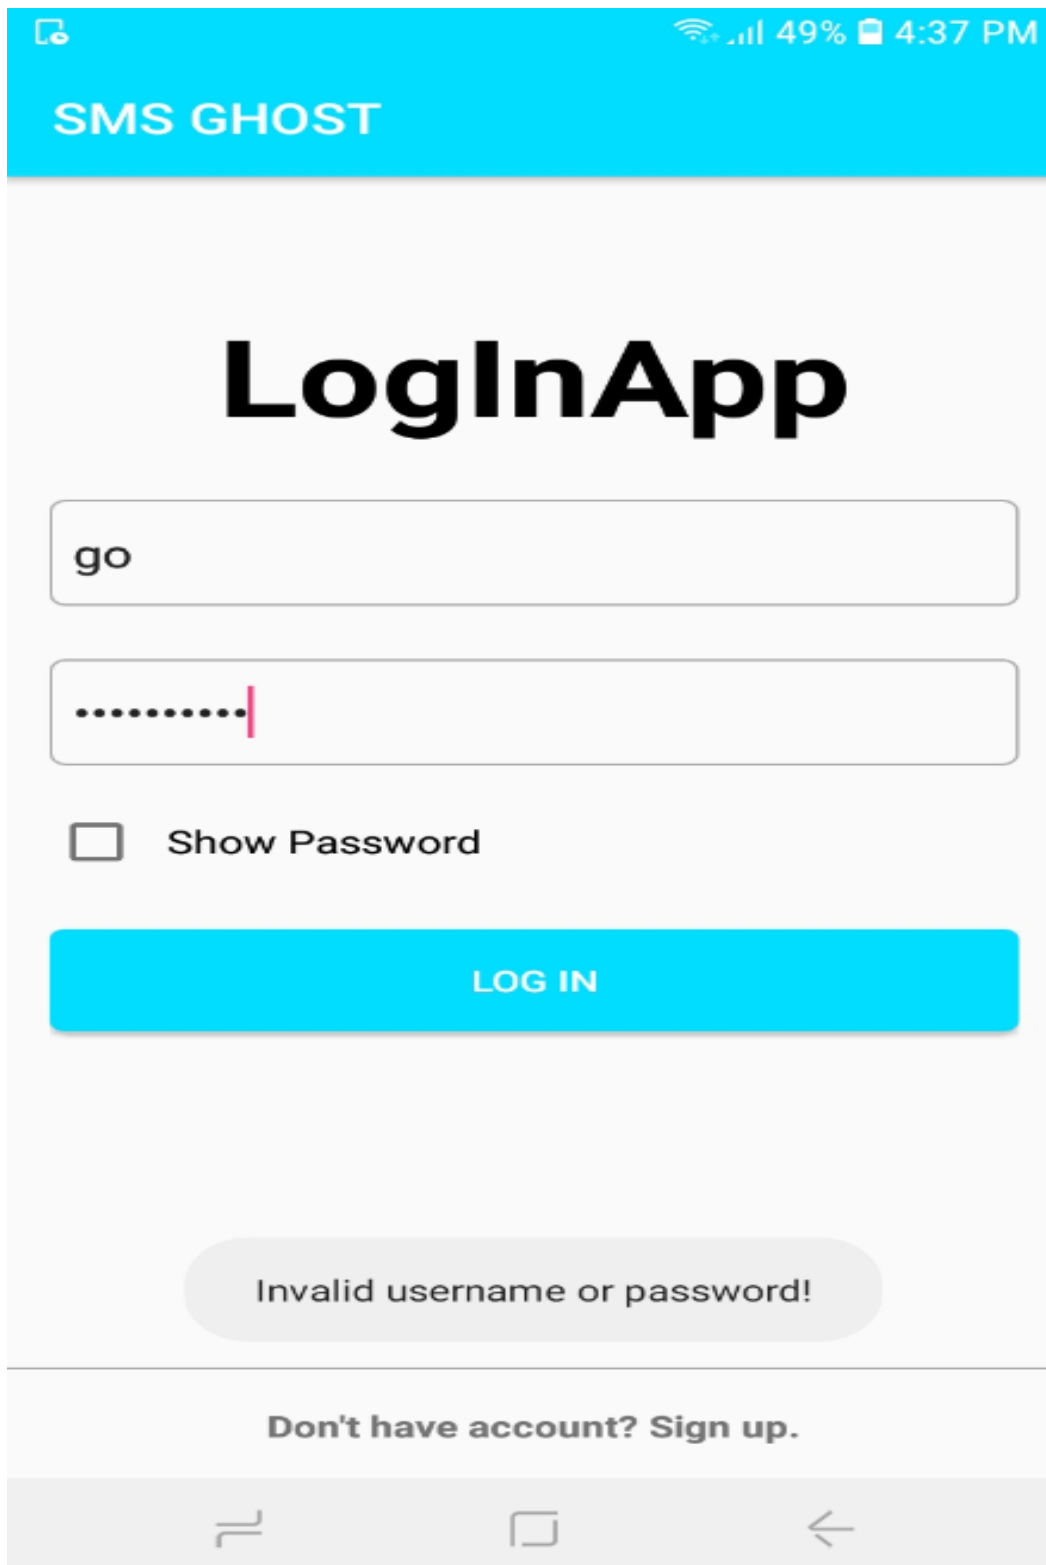 49% 4:37 PM
SMS GHOST
LogInApp
go
••••••••••
Show Password
LOG IN
Invalid username or password!
Don't have account? Sign up.